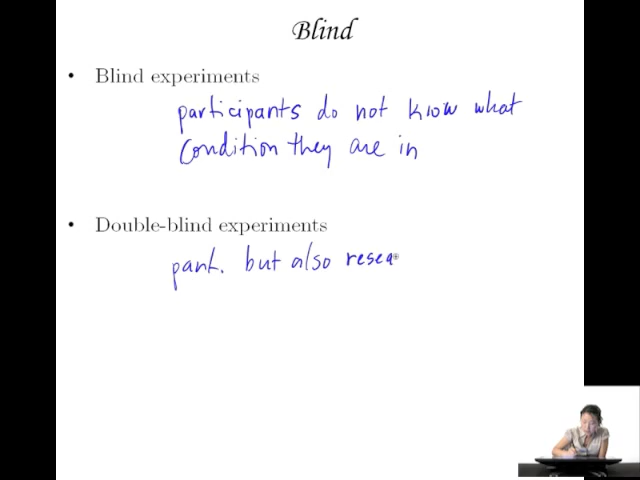 Blind
• Blind experiments
participants do not know what
condition they are in
• Double-blind experiments
part. but also resea